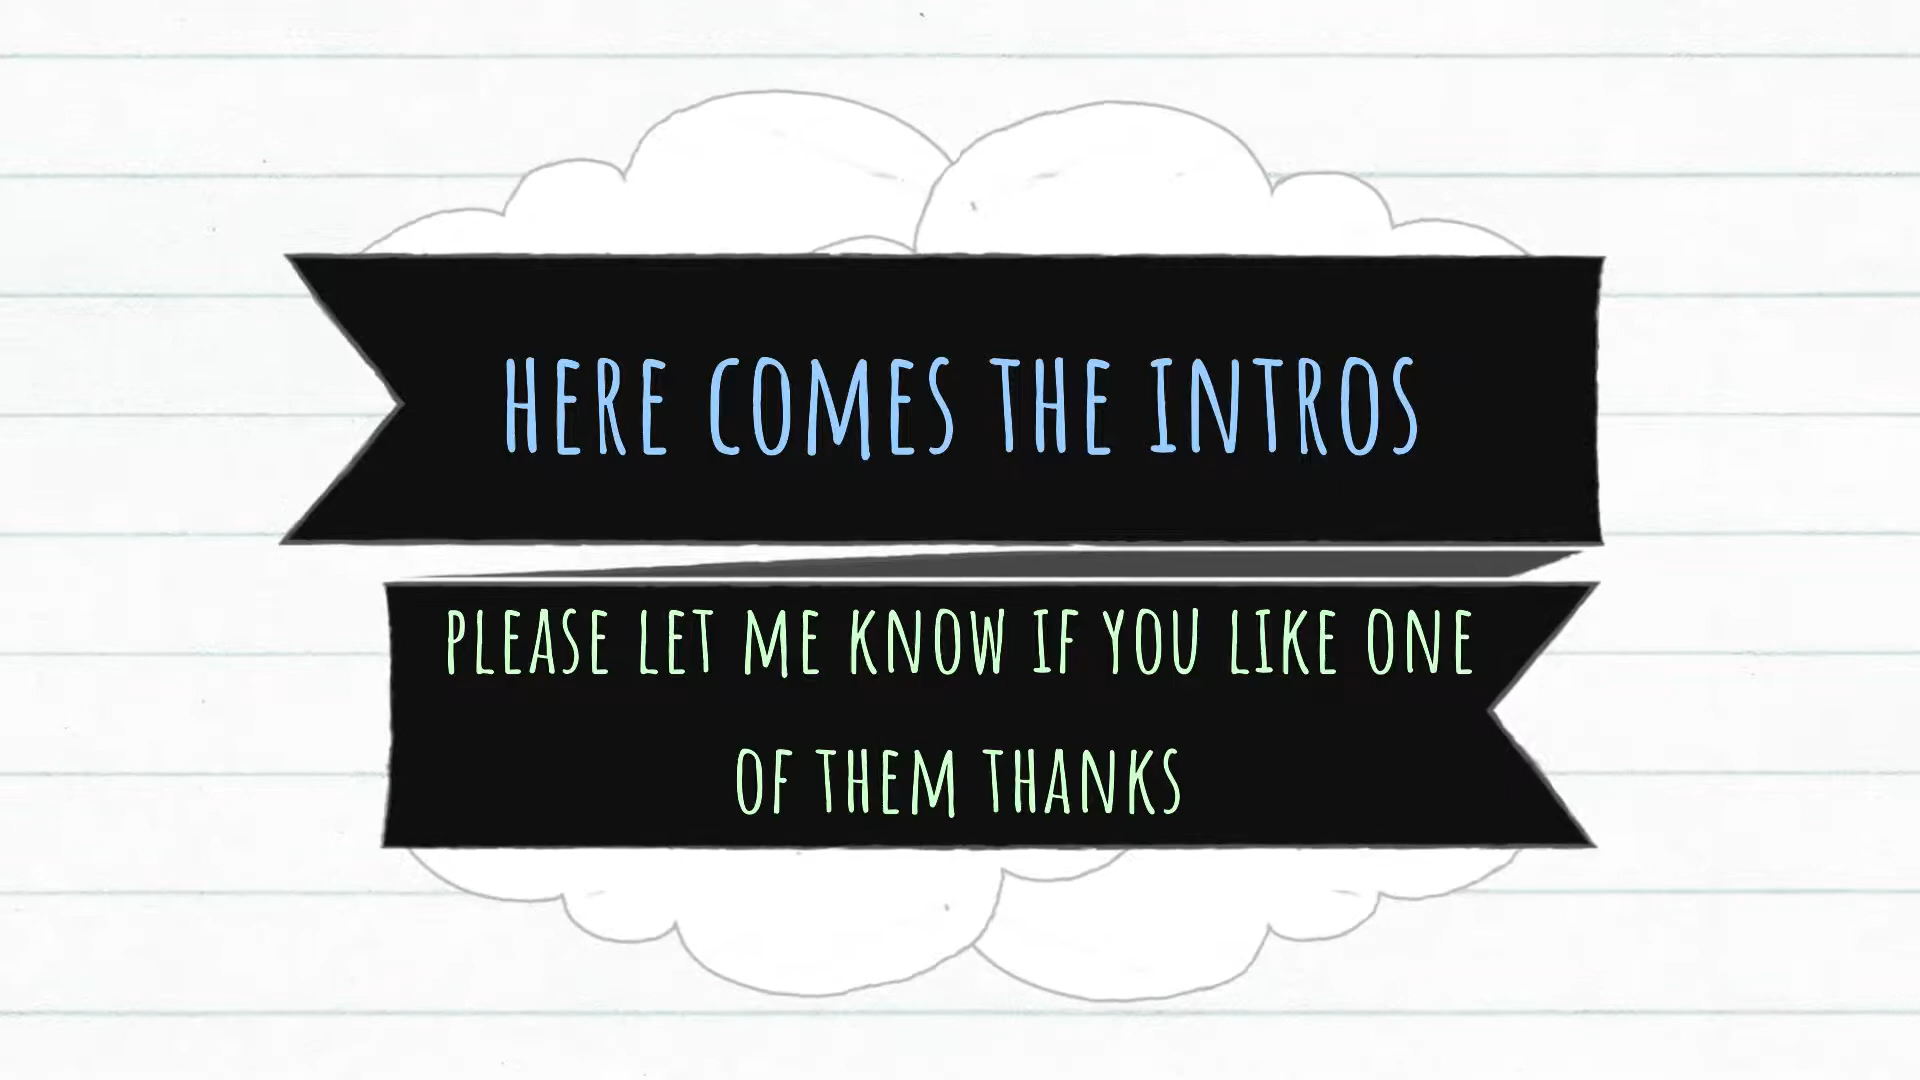 HERE COMES THE INTROS
PLEASE LET ME KNOW IF YOU LIKE ONE
OF THEM THANKS